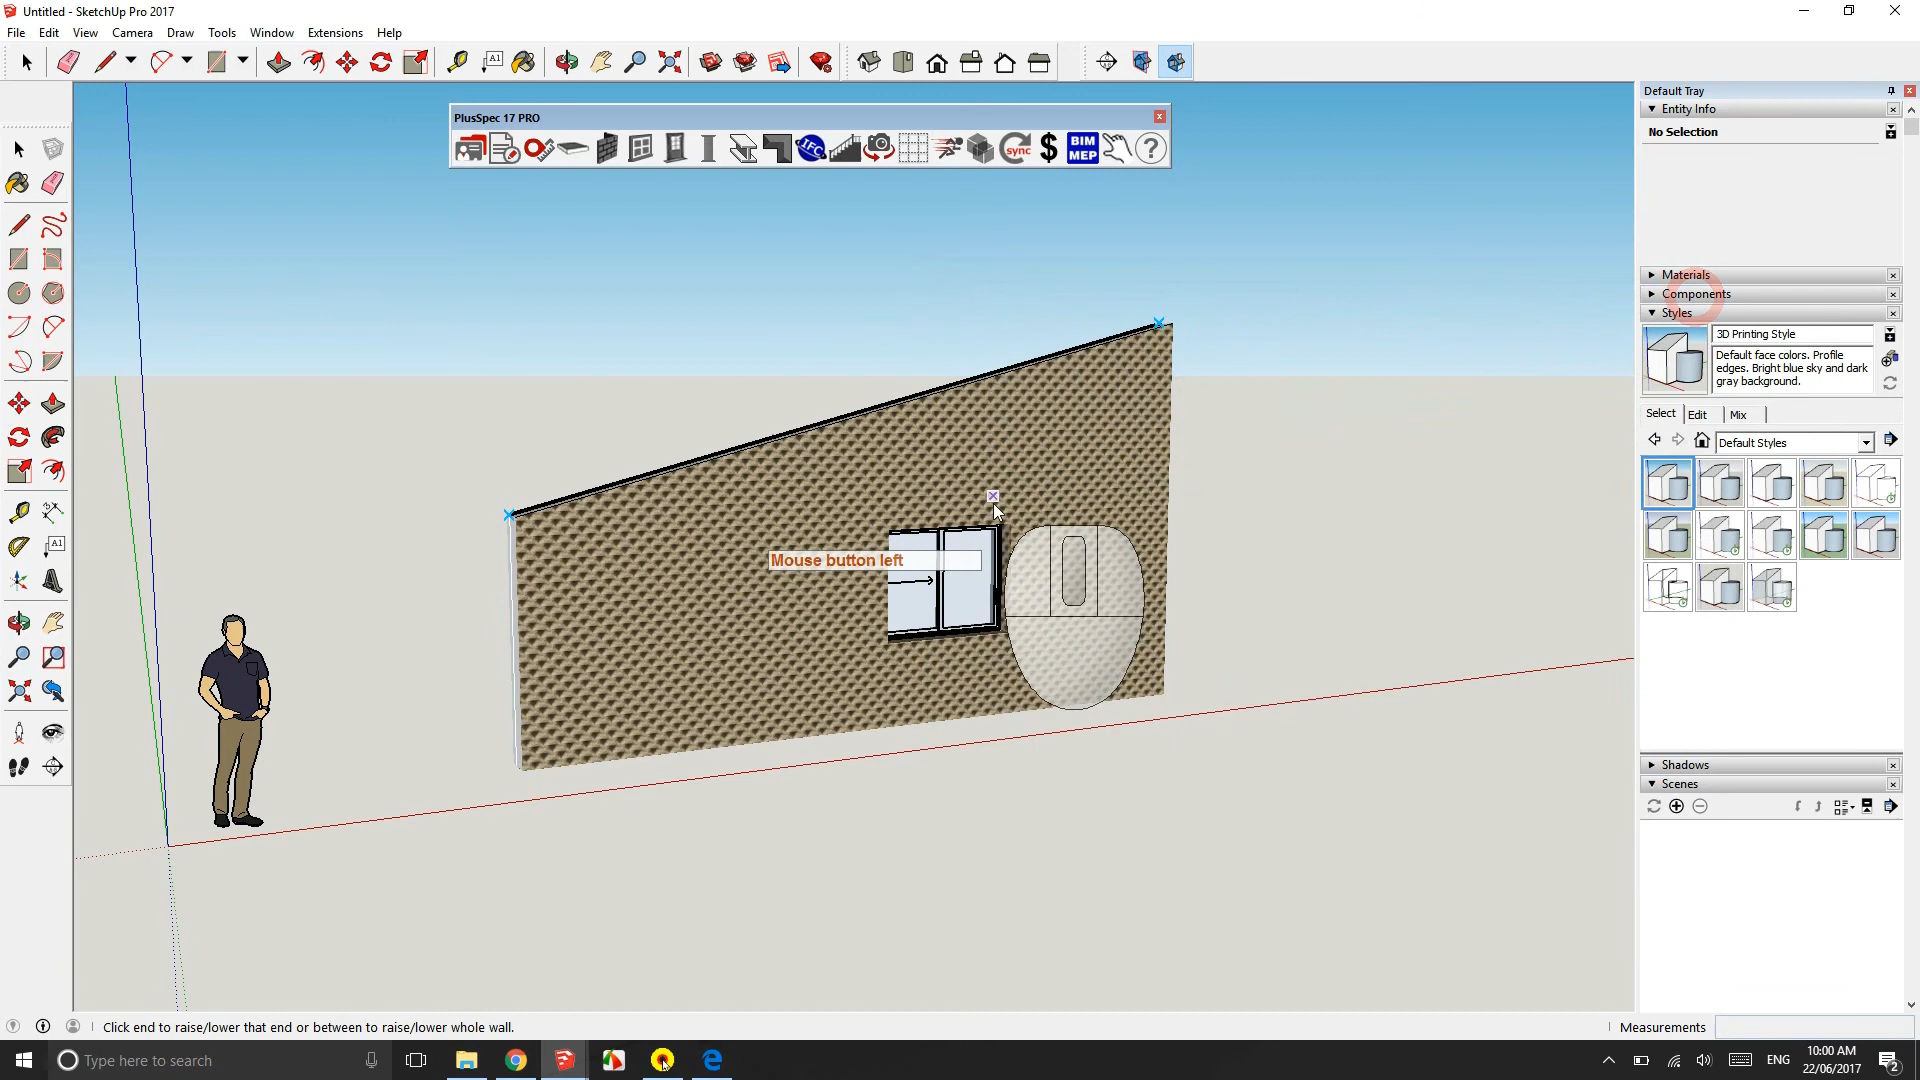 Untitled - SketchUp Pro 2017
File Edit View Camera Draw Tools Window Extensions Help
A1
Default Tray
PlusSpec 17 PRO
Entity Info
No Selection
IFC sync $ BIM MEP ?
A1
Materials
Components
Styles
3D Printing Style
Default face colors. Profile
edges. Bright blue sky and dark
gray background.
Select Edit Mix
Default Styles
Mouse button left
Shadows
Scenes
Click end to raise/lower that end or between to raise/lower whole wall.
Measurements
Type here to search
ENG
10:00 AM
22/06/2017
2